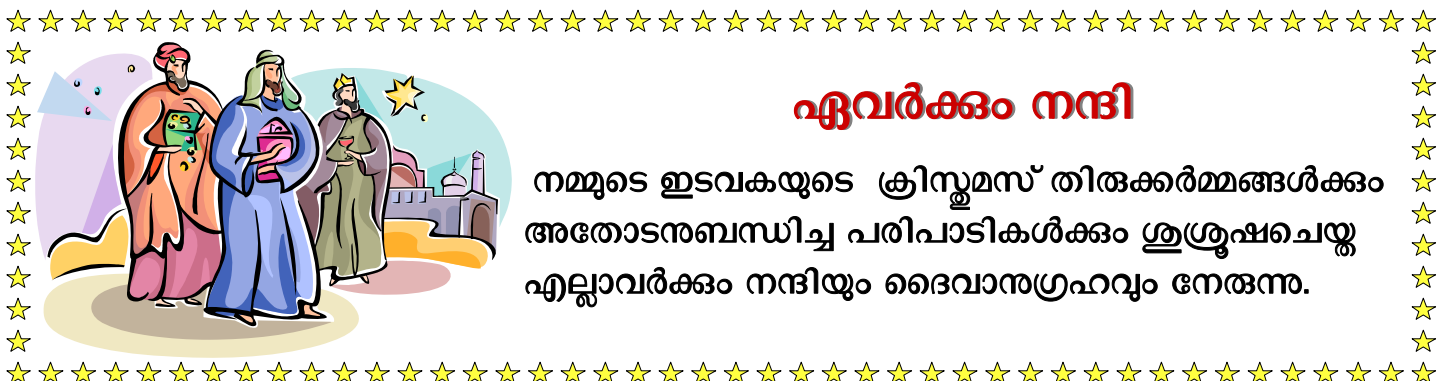 ഏവർക്കും നന്ദി
നമ്മുടെ ഇടവകയുടെ ക്രിസ്തുമസ് തിരുക്കർമ്മങ്ങൾക്കും
അതോടനുബന്ധിച്ച പരിപാടികൾക്കും ശുശ്രൂഷചെയ്ത
എല്ലാവർക്കും നന്ദിയും ദൈവാനുഗ്രഹവും നേരുന്നു.